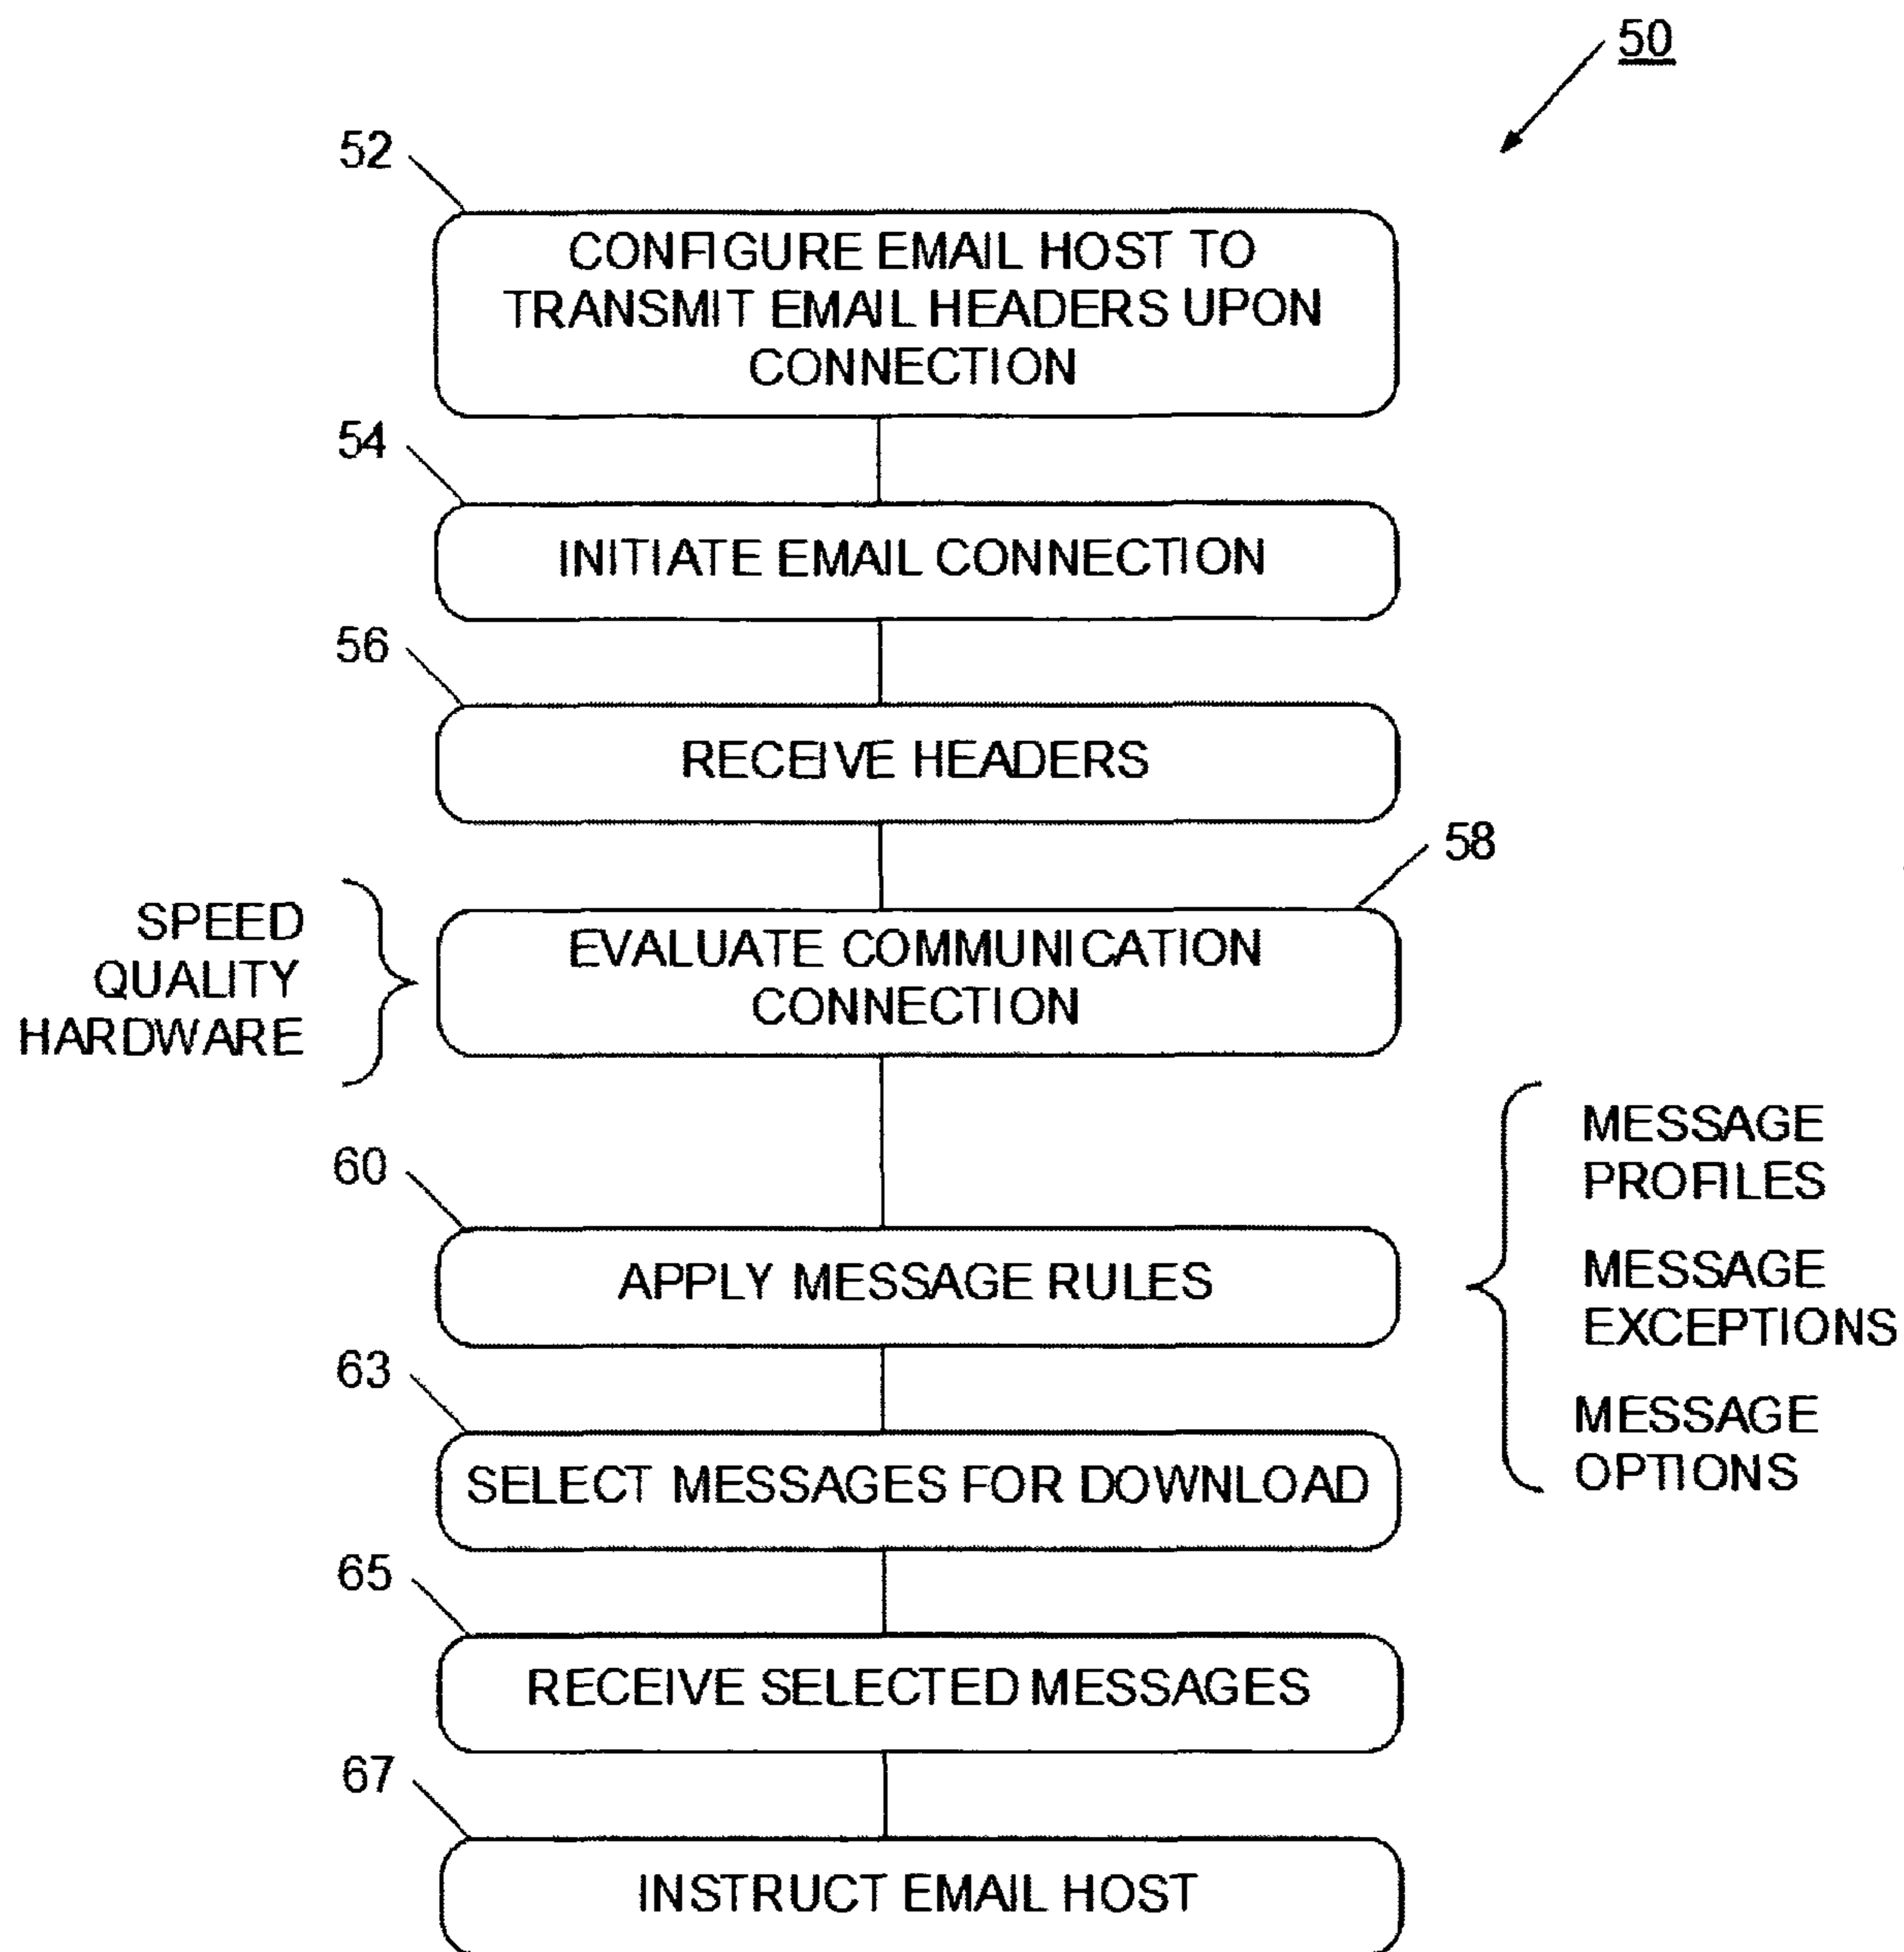 50
52
CONFIGURE EMAIL HOST TO
TRANSMIT EMAIL HEADERS UPON
CONNECTION
54
INITIATE EMAIL CONNECTION
56
RECEIVE HEADERS
58
SPEED
QUALITY
HARDWARE
EVALUATE COMMUNICATION
CONNECTION
60
APPLY MESSAGE RULES
MESSAGE
PROFILES
MESSAGE
EXCEPTIONS
MESSAGE
OPTIONS
63
SELECT MESSAGES FOR DOWNLOAD
65
RECEIVE SELECTED MESSAGES
67
INSTRUCT EMAIL HOST